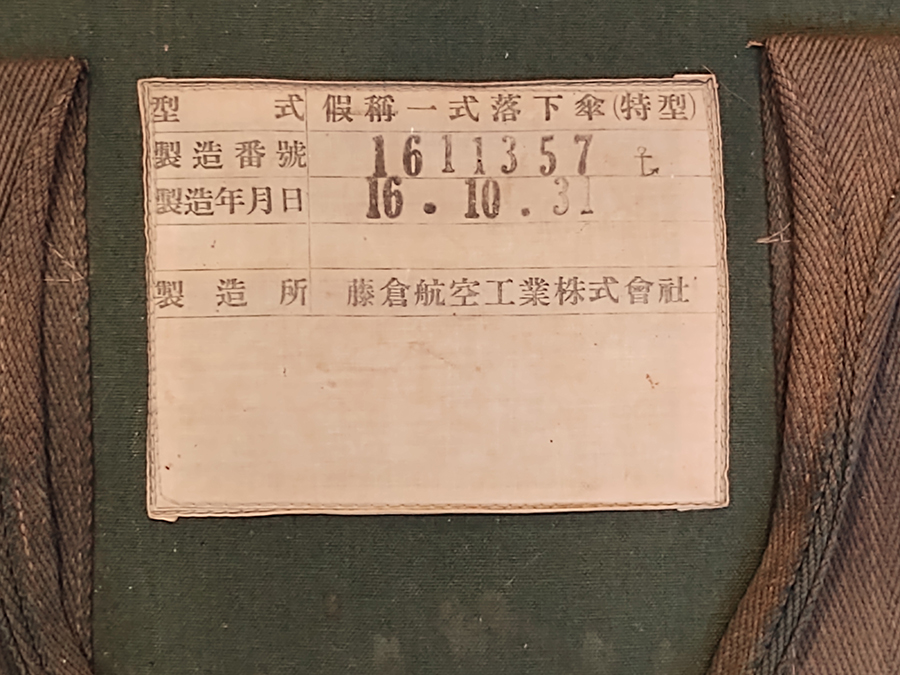 型式 假稱一式落下傘(特型)
製造番號 1611357
製造年月日 16.10.31
製造所 藤倉航空工業株式會社